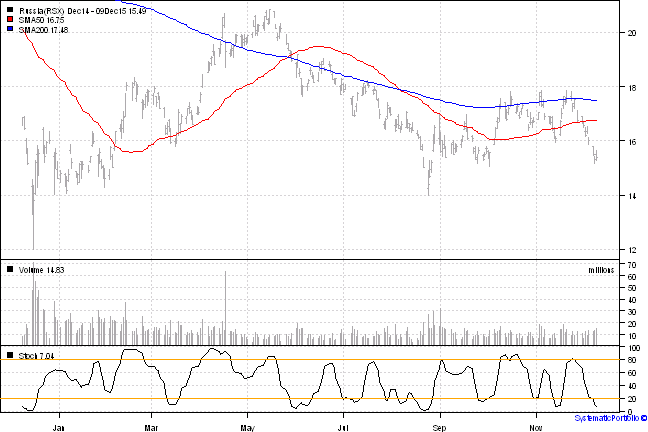 Russia(RSX) Dec14 - 09Dec15 15.49
SMA50 16.75
SMA200 17.48
20
18
16
14
12
Volume 14.83
millions
70
60
50
40
30
20
10
Stoch 7.04
100
80
60
40
20
0
Jan Mar May Jul Sep Nov
SystematicPortfolio ©